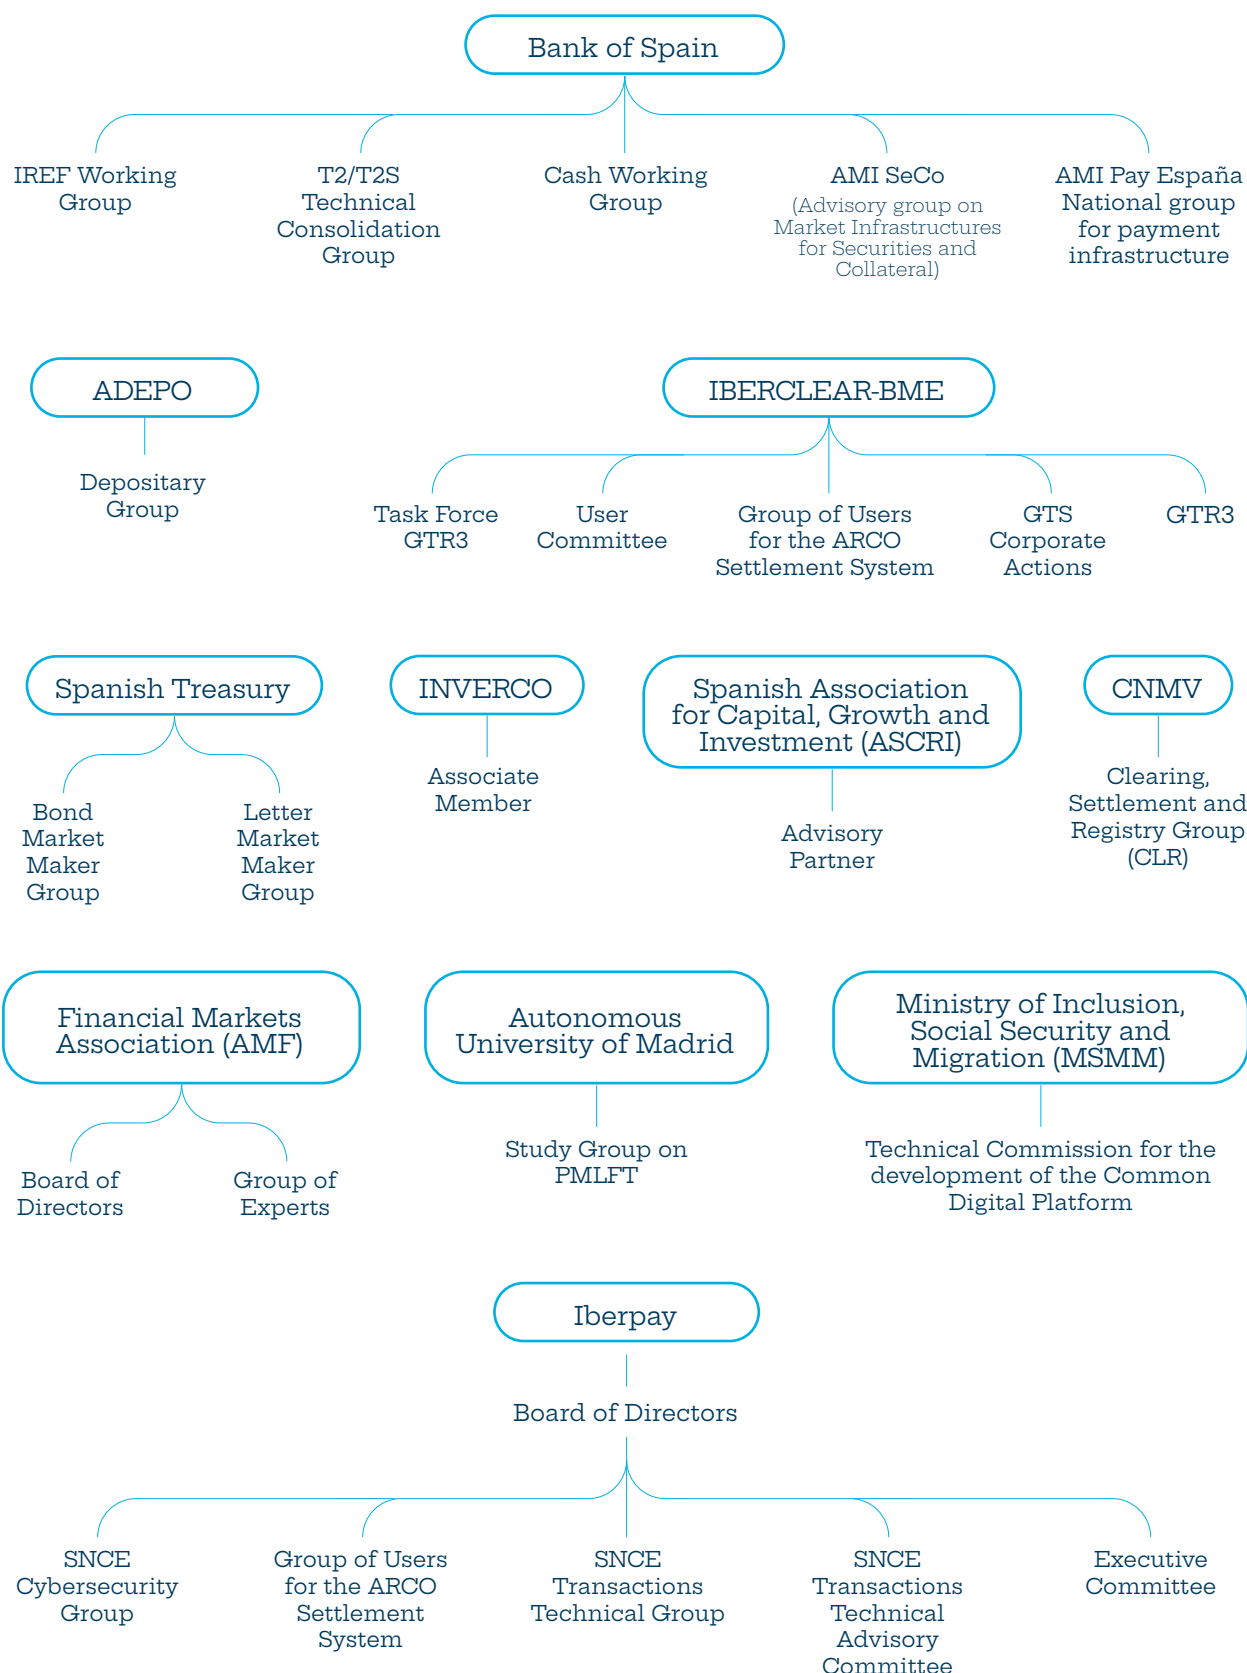 Bank of Spain
IREF Working
Group
T2/T2S
Technical
Consolidation
Group
Cash Working
Group
AMI SeCo
(Advisory group on
Market Infrastructures
for Securities and
Collateral)
AMI Pay España
National group
for payment
infrastructure
ADEPO
Depositary
Group
IBERCLEAR-BME
Task Force
GTR3
User
Committee
Group of Users
for the ARCO
Settlement System
GTS
Corporate
Actions
GTR3
Spanish Treasury
Bond
Market
Maker
Group
Letter
Market
Maker
Group
INVERCO
Associate
Member
Spanish Association
for Capital, Growth and
Investment (ASCRI)
Advisory
Partner
CNMV
Clearing,
Settlement and
Registry Group
(CLR)
Financial Markets
Association (AMF)
Board of
Directors
Group of
Experts
Autonomous
University of Madrid
Study Group on
PMLFT
Ministry of Inclusion,
Social Security and
Migration (MSMM)
Technical Commission for the
development of the Common
Digital Platform
Iberpay
Board of Directors
SNCE
Cybersecurity
Group
Group of Users
for the ARCO
Settlement
System
SNCE
Transactions
Technical Group
SNCE
Transactions
Technical
Advisory
Committee
Executive
Committee